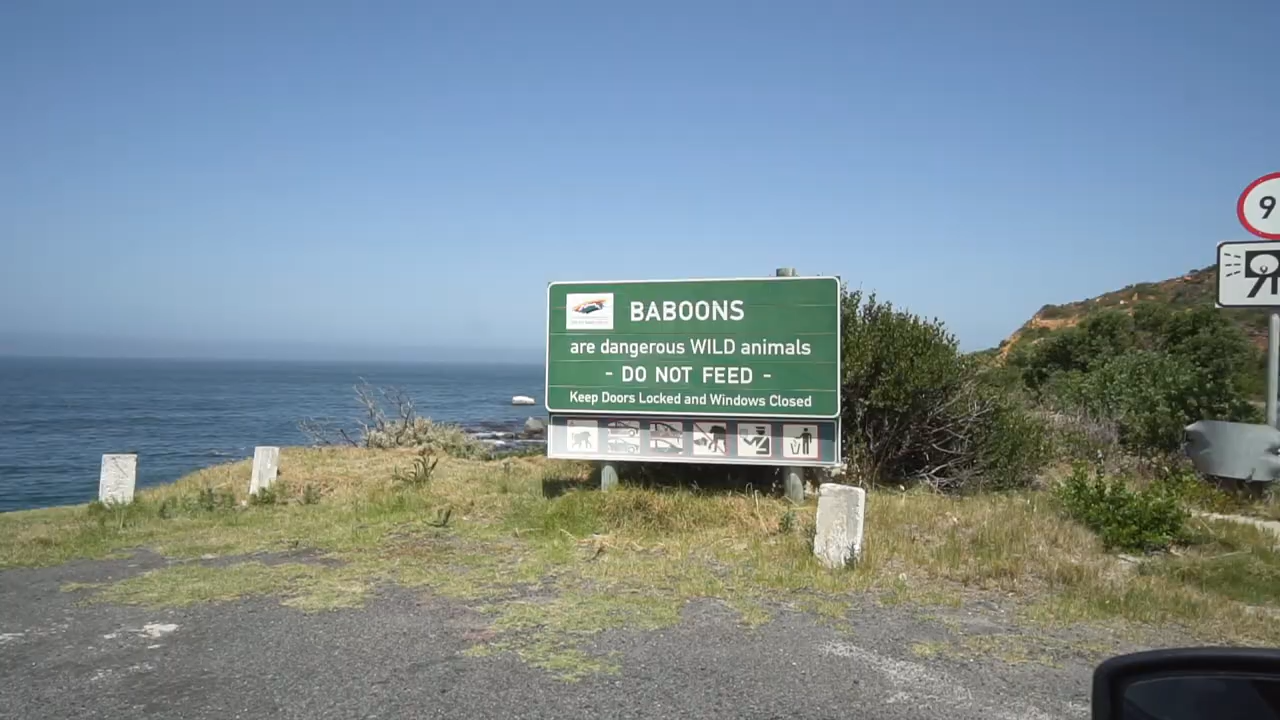 BABOONS
are dangerous WILD animals
- DO NOT FEED -
Keep Doors Locked and Windows Closed
9